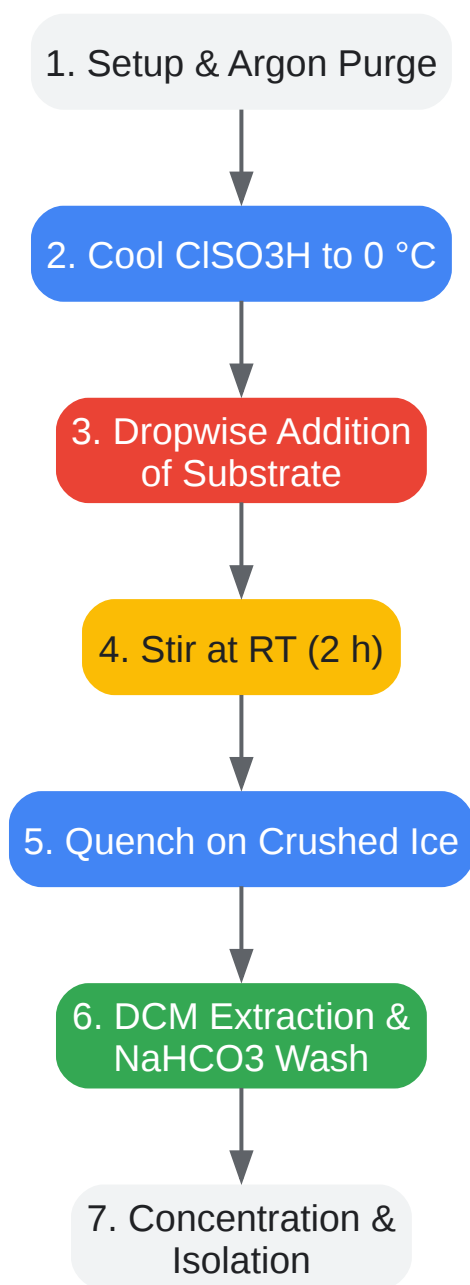 1. Setup & Argon Purge
2. Cool ClSO3H to 0 °C
3. Dropwise Addition
of Substrate
4. Stir at RT (2 h)
5. Quench on Crushed Ice
6. DCM Extraction &
NaHCO3 Wash
7. Concentration &
Isolation